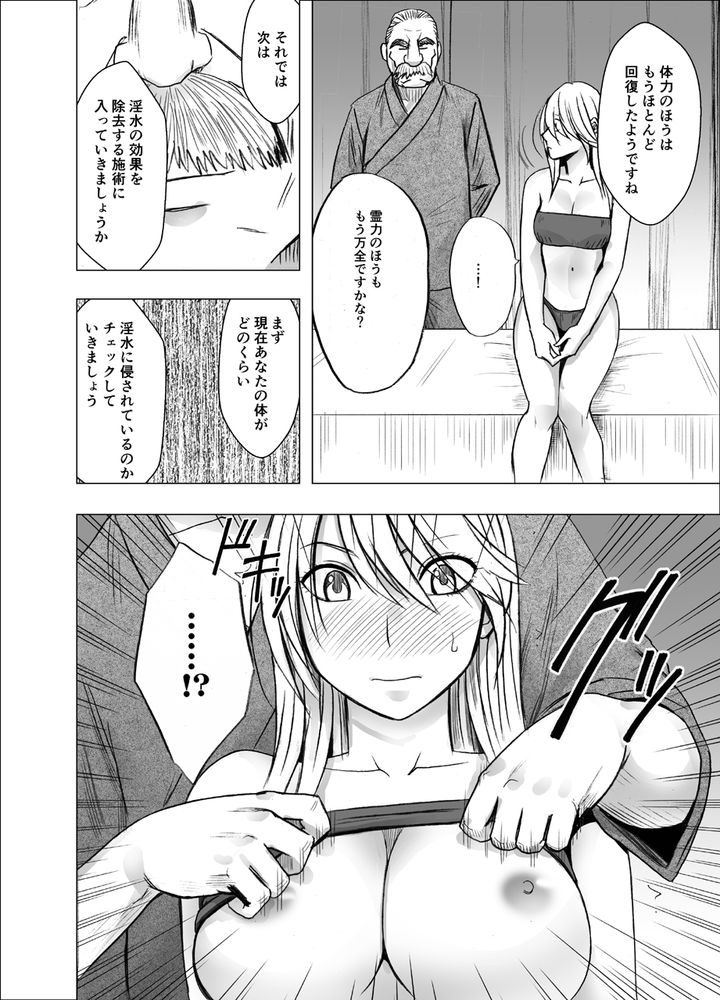 体力のほうは
もうほとんど
回復したようですね
…!
霊力のほうも
もう万全ですかな?
それでは
次は
淫水の効果を
除去する施術に
入っていきましょうか
まず
現在あなたの体が
どのくらい
淫水に侵されているのか
チェックして
いきましょう
グッ
ドキッ
………!?